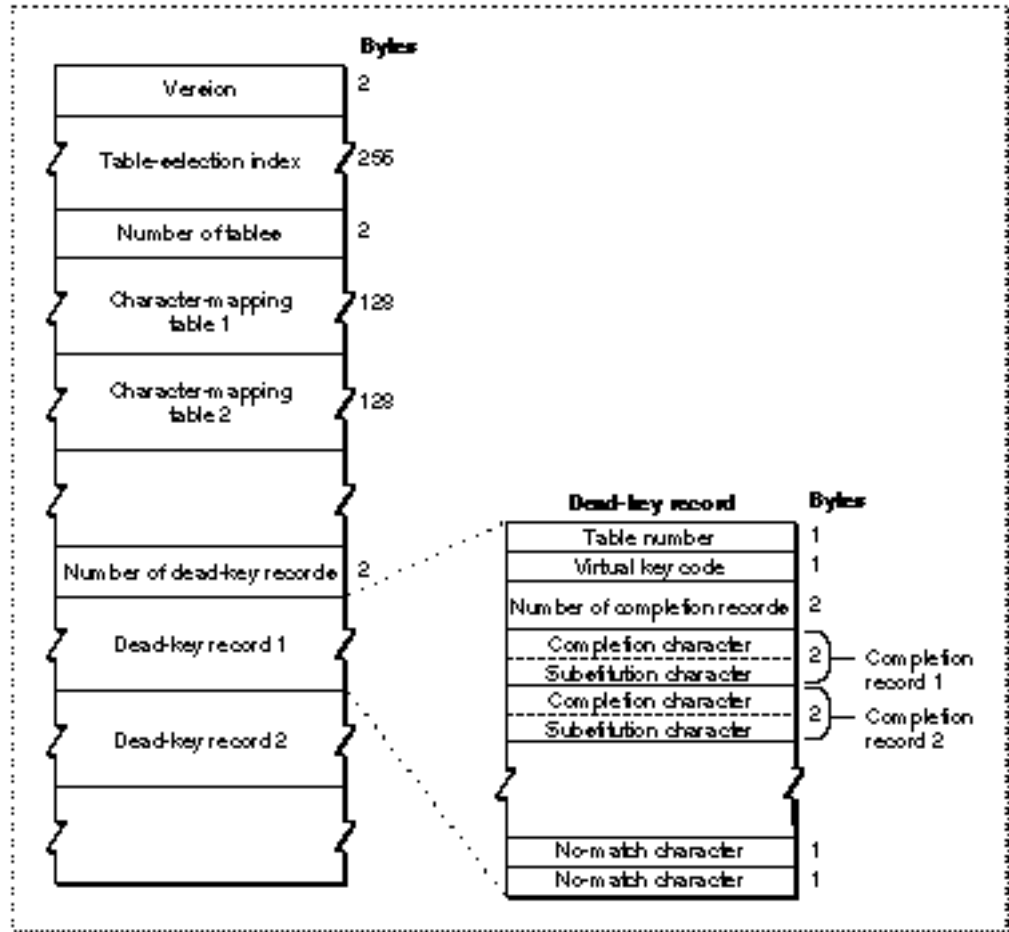 Bytes
Version
2
Table-selection index
256
Number of tables
2
Character-mapping
table 1
128
Character-mapping
table 2
128
Number of dead-key records
2
Dead-key record 1
Dead-key record 2
Dead-key record
Bytes
Table number
1
Virtual key code
1
Number of completion records
2
Completion character
Substitution character
2
Completion
record 1
Completion character
Substitution character
2
Completion
record 2
No-match character
1
No-match character
1